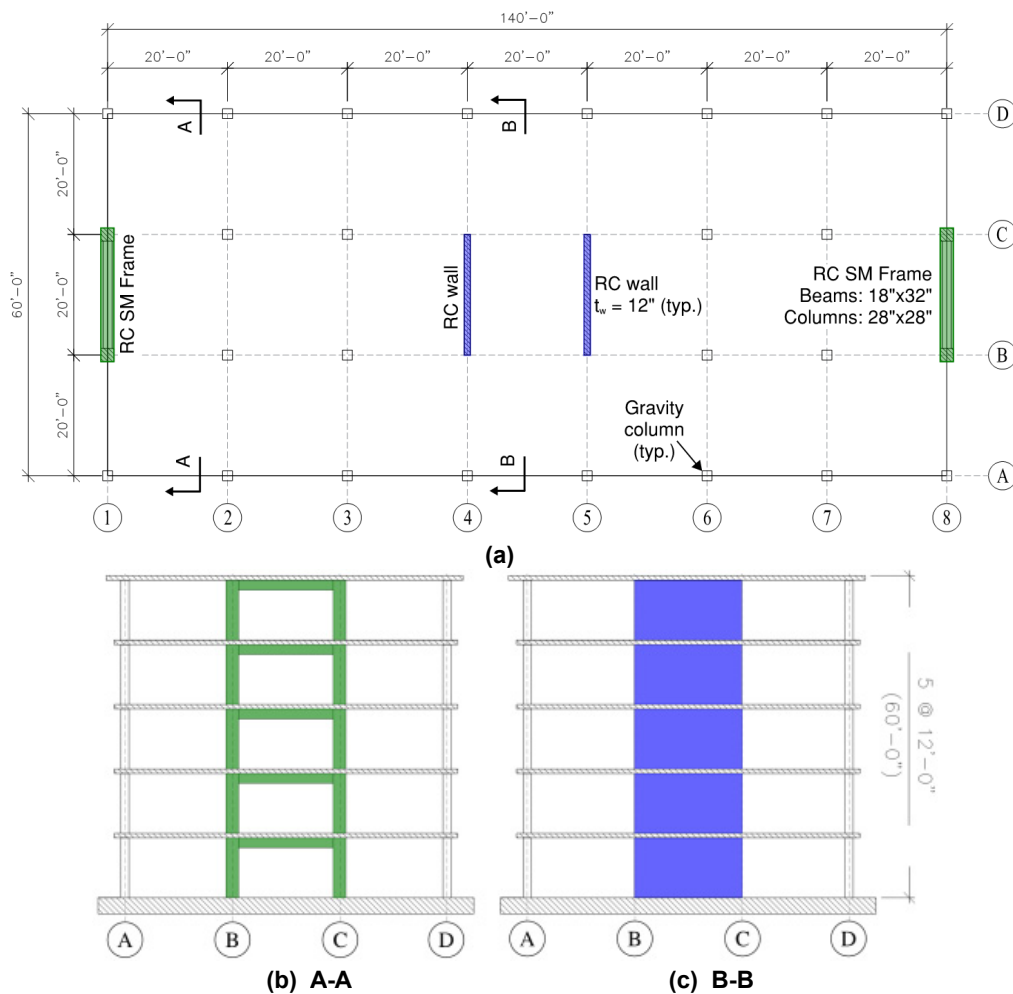 140'-0"
20'-0" 20'-0" 20'-0" 20'-0" 20'-0" 20'-0" 20'-0"
A B D
60'-0"
20'-0"
20'-0"
20'-0"
C
RC SM Frame
RC wall
RC wall
tw = 12" (typ.)
RC SM Frame
Beams: 18"x32"
Columns: 28"x28"
B
Gravity
column
(typ.)
A B A
1 2 3 4 5 6 7 8
(a)
5 @ 12'-0"
(60'-0")
A B C D A B C D
(b) A-A (c) B-B